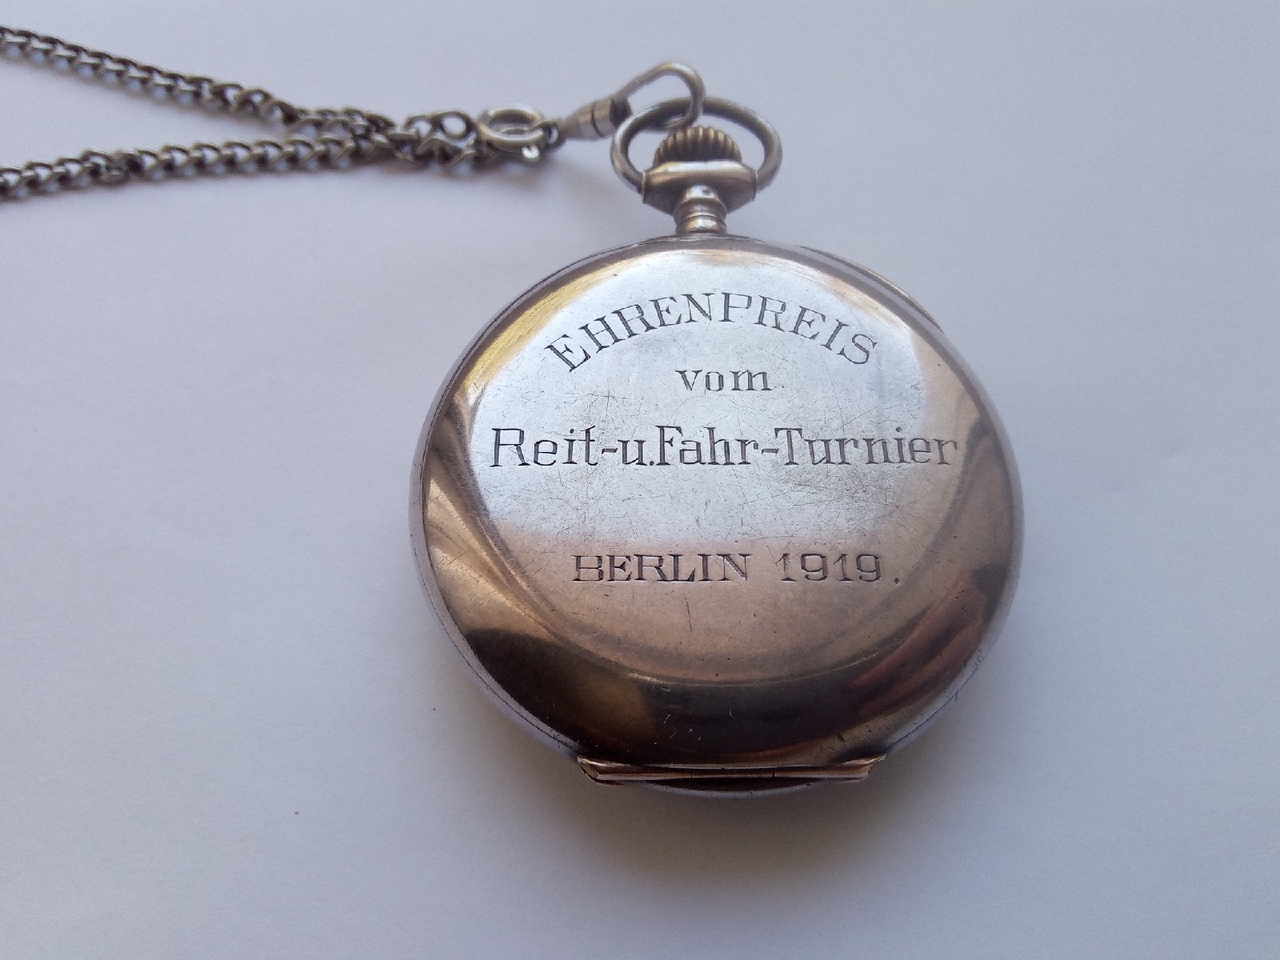 EHRENPREIS
vom
Reit-u.Fahr-Turnier
BERLIN 1919.